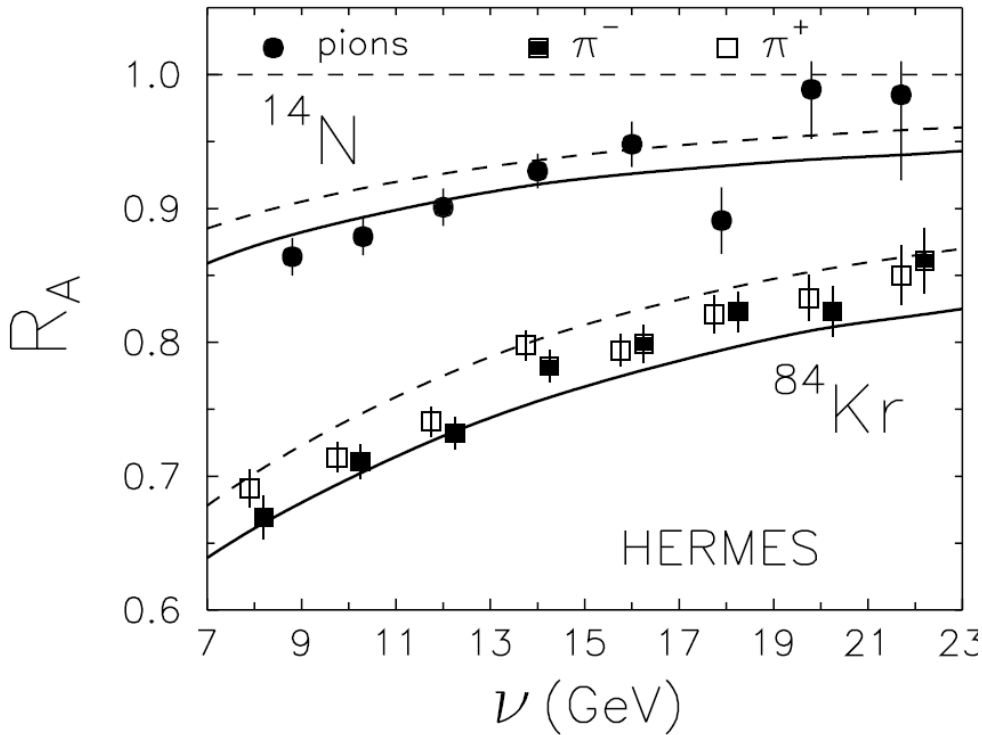 pions π⁻ π⁺
1.0
¹⁴N
0.9
R_A
0.8
⁸⁴Kr
0.7
HERMES
0.6
7 9 11 13 15 17 19 21 23
ν (GeV)